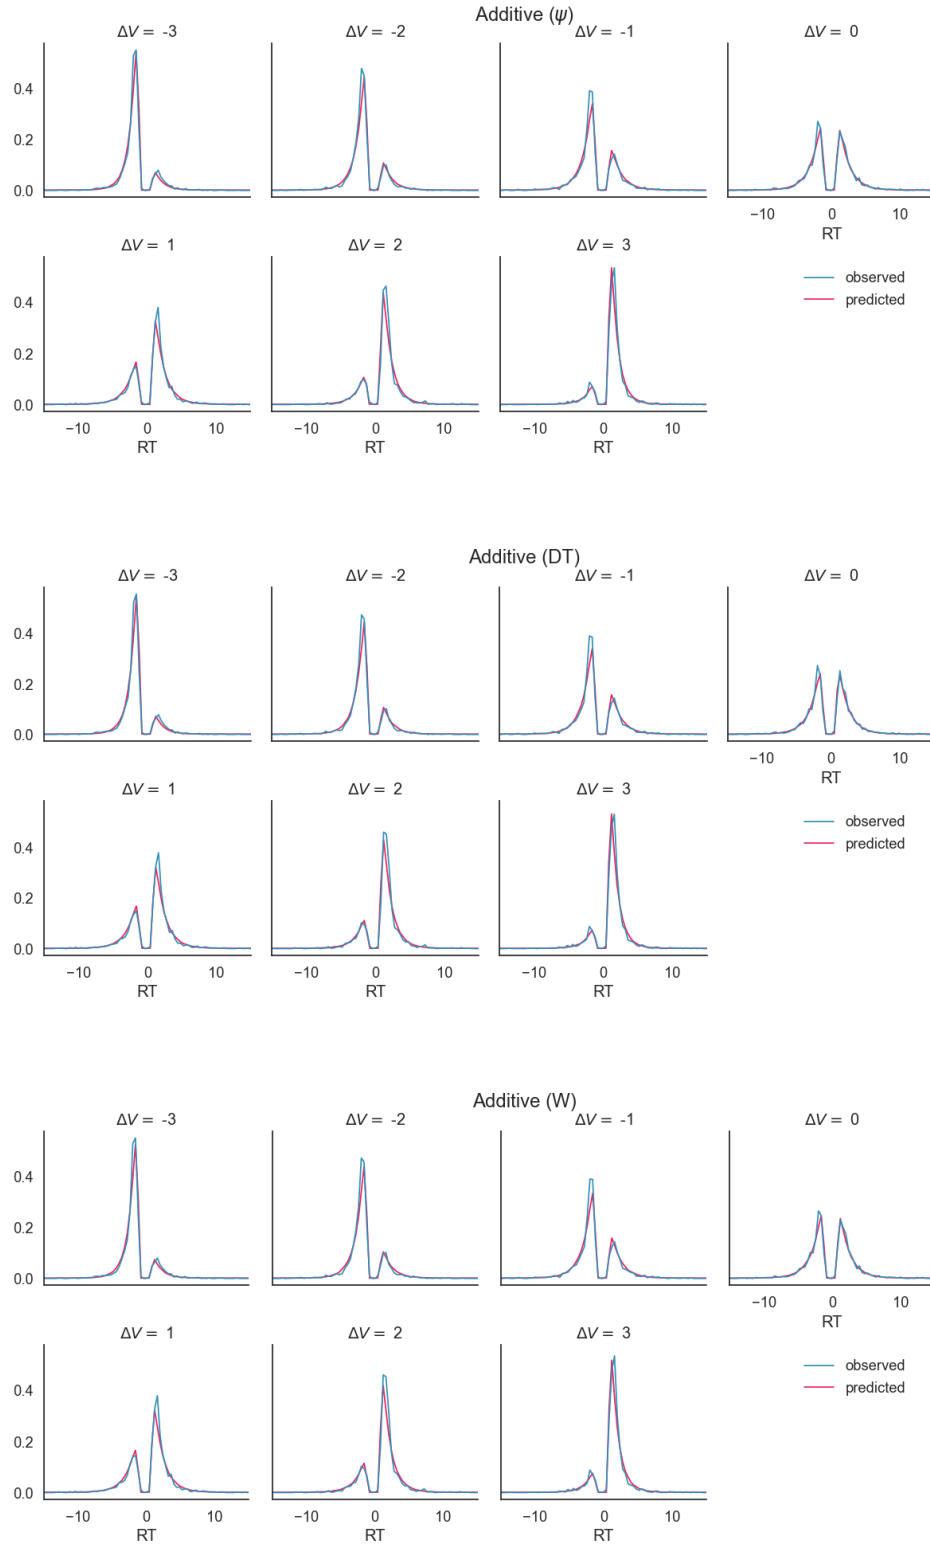 Additive (ψ)
ΔV = -3 ΔV = -2 ΔV = -1 ΔV = 0
0.4
0.2
0.0
−10 0 10
RT
ΔV = 1 ΔV = 2 ΔV = 3
0.4
0.2
0.0
observed
predicted
−10 0 10 −10 0 10 −10 0 10
RT RT RT
Additive (DT)
ΔV = -3 ΔV = -2 ΔV = -1 ΔV = 0
0.4
0.2
0.0
−10 0 10
RT
ΔV = 1 ΔV = 2 ΔV = 3
0.4
0.2
0.0
observed
predicted
−10 0 10 −10 0 10 −10 0 10
RT RT RT
Additive (W)
ΔV = -3 ΔV = -2 ΔV = -1 ΔV = 0
0.4
0.2
0.0
−10 0 10
RT
ΔV = 1 ΔV = 2 ΔV = 3
0.4
0.2
0.0
observed
predicted
−10 0 10 −10 0 10 −10 0 10
RT RT RT